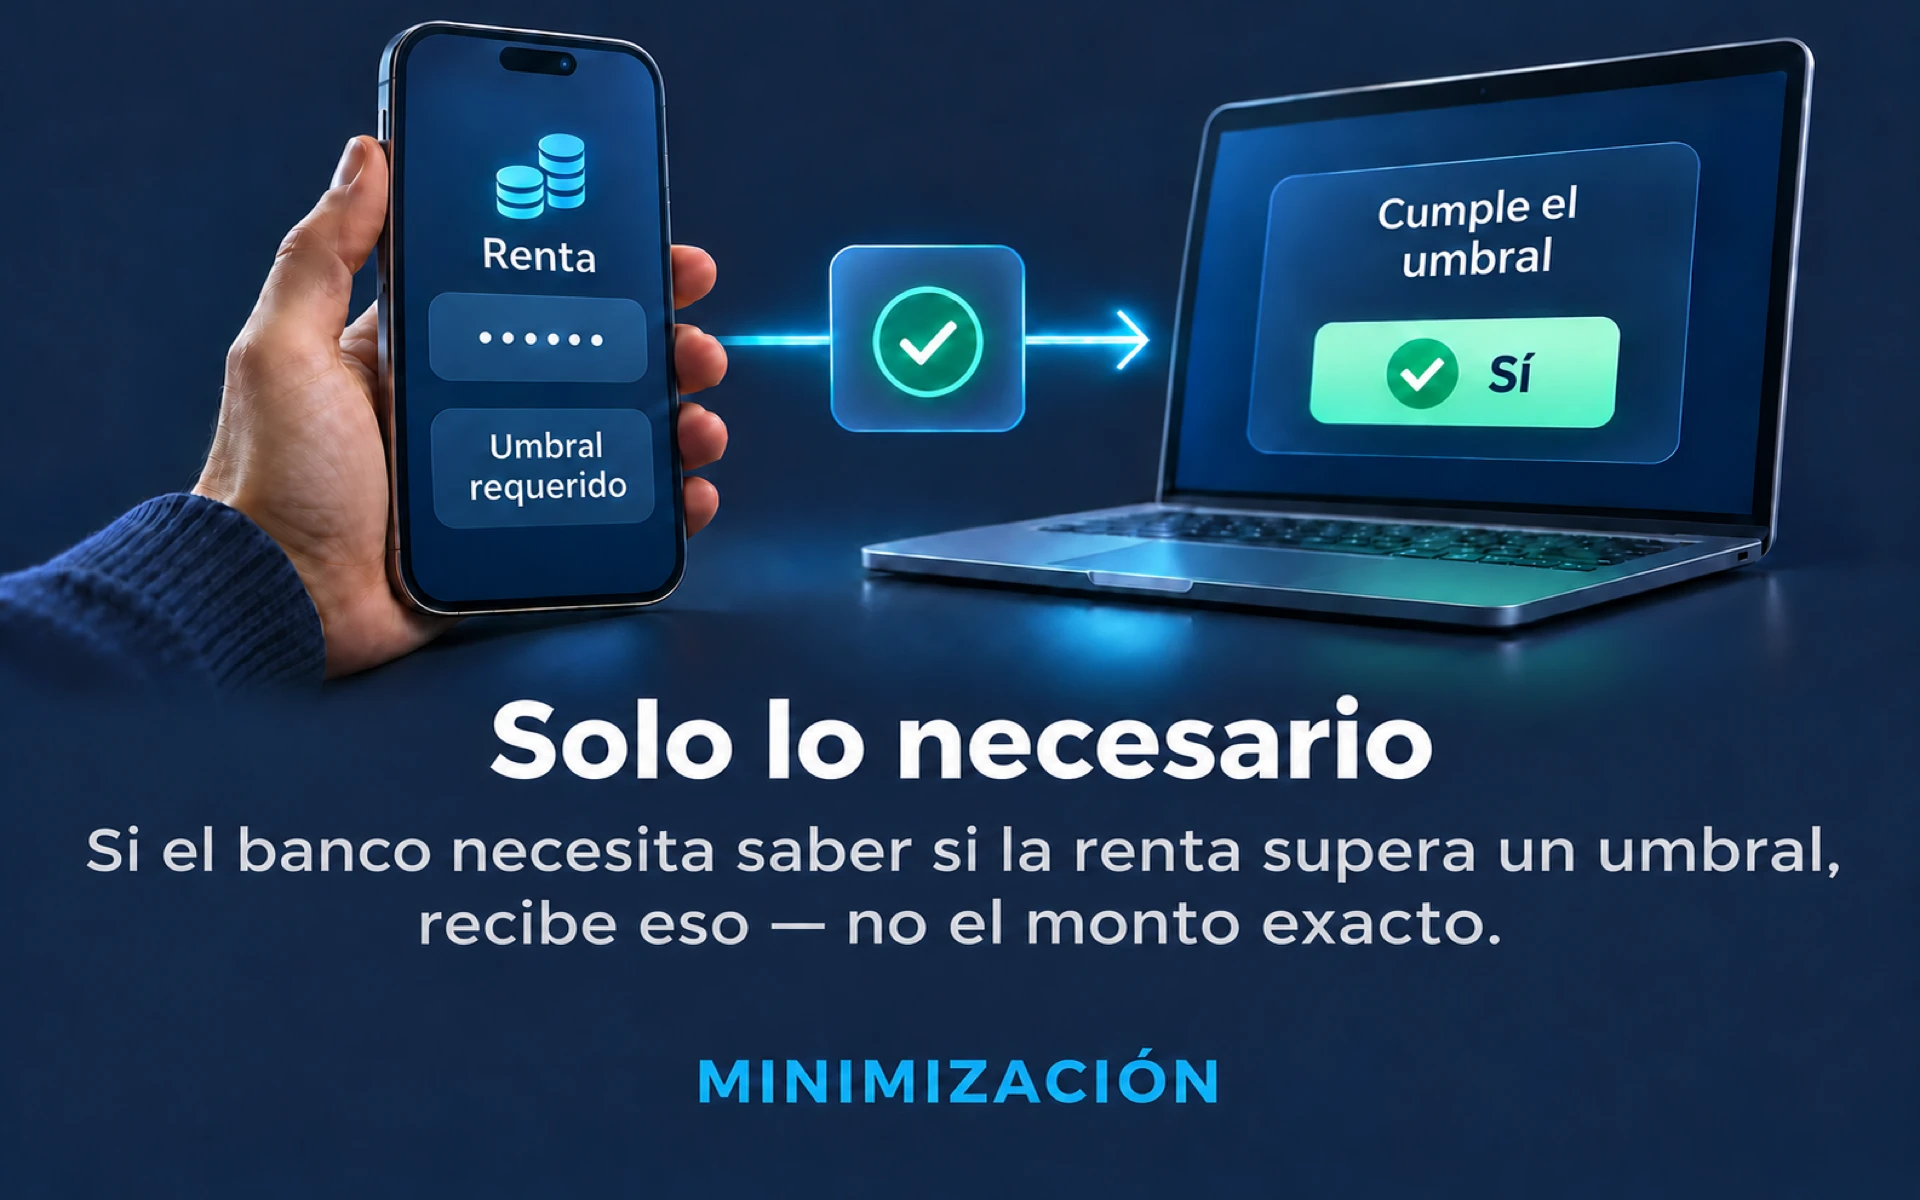 Renta
••••••
Umbral
requerido
Cumple el
umbral
Sí
Solo lo necesario
Si el banco necesita saber si la renta supera un umbral,
recibe eso — no el monto exacto.
MINIMIZACIÓN